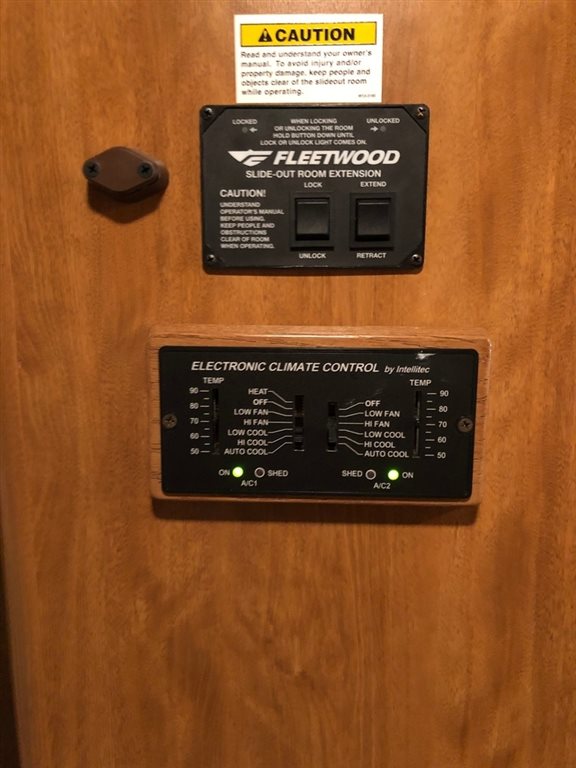 CAUTION
Read and understand your owner's
manual. To avoid injury and/or
property damage, keep people and
objects clear of the slideout room
while operating.
LOCKED
WHEN LOCKING
OR UNLOCKING THE ROOM
HOLD BUTTON DOWN UNTIL
LOCK OR UNLOCK LIGHT COMES ON.
UNLOCKED
FLEETWOOD
SLIDE-OUT ROOM EXTENSION
CAUTION!
UNDERSTAND
OPERATOR'S MANUAL
BEFORE USING.
KEEP PEOPLE AND
OBSTRUCTIONS
CLEAR OF ROOM
WHEN OPERATING.
LOCK
UNLOCK
EXTEND
RETRACT
ELECTRONIC CLIMATE CONTROL by Intellitec
TEMP
90
80
70
60
50
HEAT
OFF
LOW FAN
HI FAN
LOW COOL
HI COOL
AUTO COOL
OFF
LOW FAN
HI FAN
LOW COOL
HI COOL
AUTO COOL
TEMP
90
80
70
60
50
ON SHED
A/C1
SHED ON
A/C2